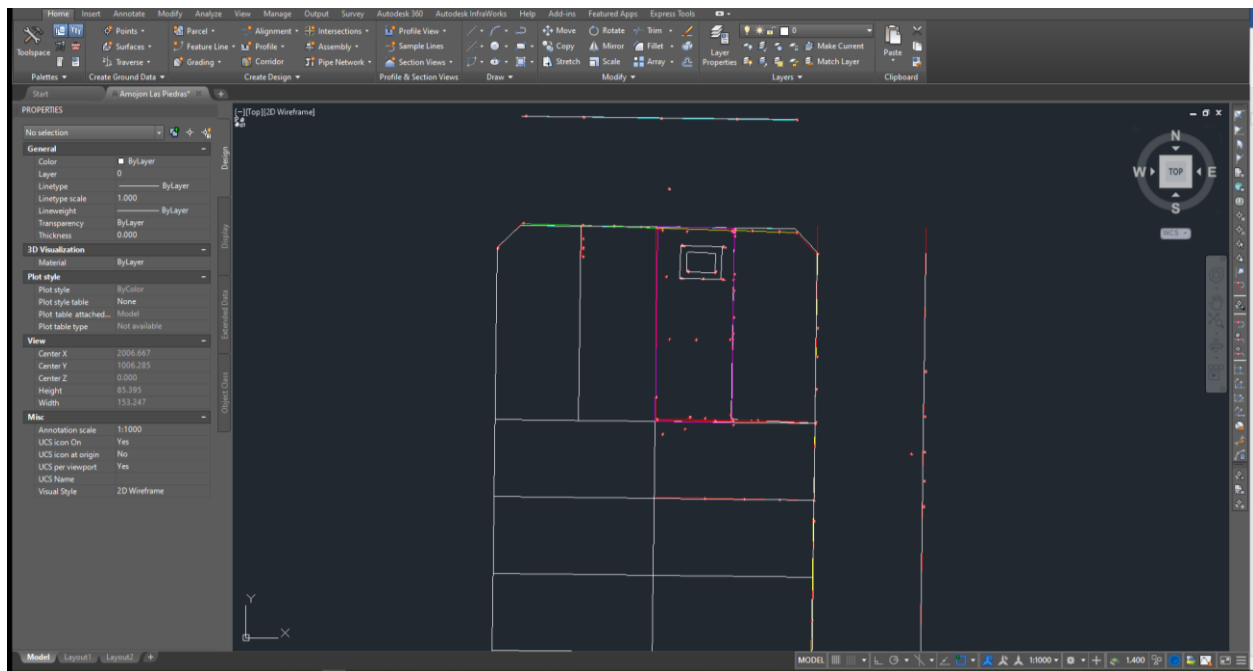 Home Insert Annotate Modify Analyze View Manage Output Survey Autodesk 360 Autodesk InfraWorks Help Add-ins Featured Apps Express Tools
Toolspace
Points Parcel Alignment Intersections Profile View Move Rotate Trim 0
Surfaces Feature Line Profile Assembly Sample Lines Copy Mirror Fillet Make Current
Traverse Grading Corridor Pipe Network Section Views Stretch Scale Array Layer Properties Match Layer Paste
Palettes Create Ground Data Create Design Profile & Section Views Draw Modify Layers Clipboard
Start Amojon Las Piedras*
PROPERTIES
[−][Top][2D Wireframe]
No selection
General
Color ByLayer
Layer 0
Linetype ByLayer
Linetype scale 1.000
Lineweight ByLayer
Transparency ByLayer
Thickness 0.000
3D Visualization
Material ByLayer
Plot style
Plot style ByColor
Plot style table None
Plot table attached... Model
Plot table type Not available
View
Center X 2006.667
Center Y 1006.285
Center Z 0.000
Height 85.395
Width 153.247
Misc
Annotation scale 1:1000
UCS icon On Yes
UCS icon at origin No
UCS per viewport Yes
UCS Name
Visual Style 2D Wireframe
Design
Display
Extended Data
Object Class
N
W TOP E
S
WCS
Y
X
Model Layout1 Layout2 +
MODEL 1:1000 1.400